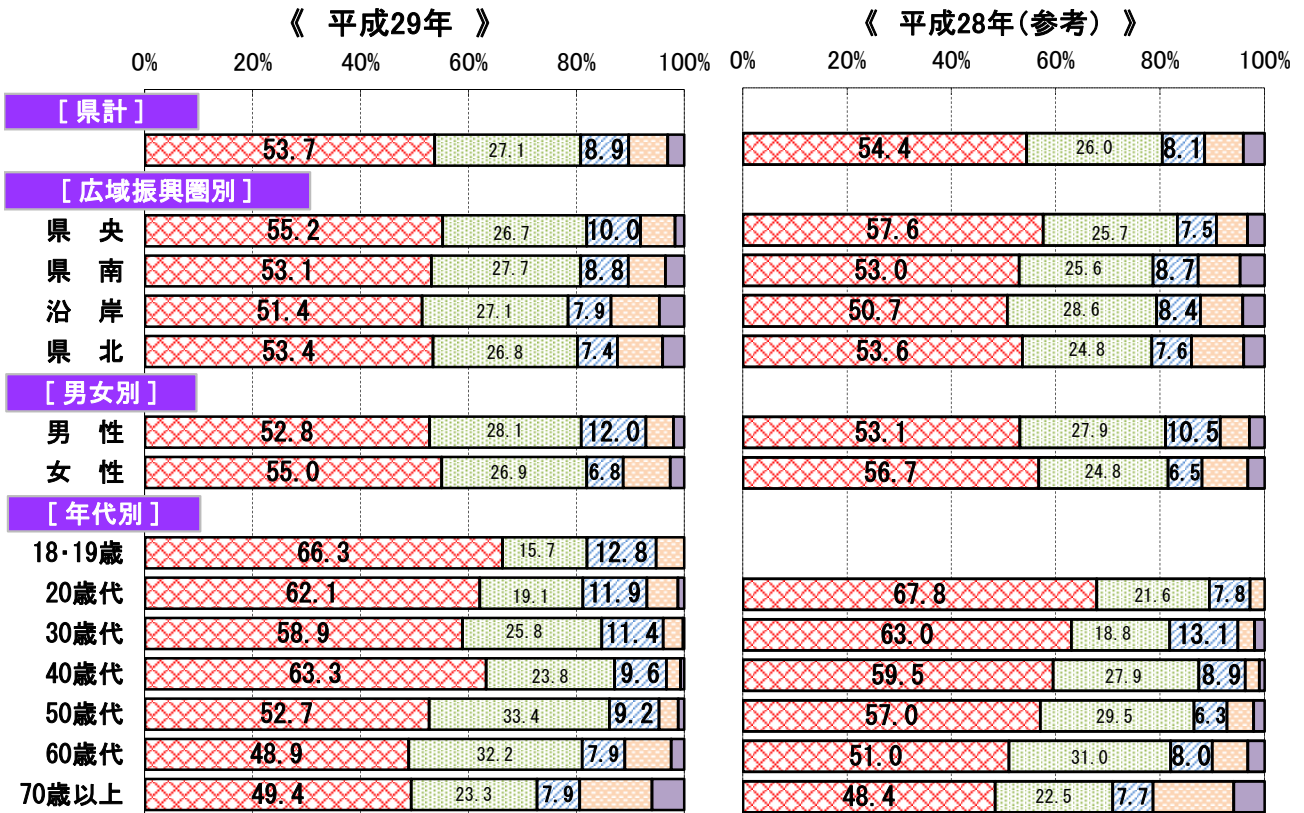 《 平成29年 》 《 平成28年(参考) 》
0% 20% 40% 60% 80% 100% 0% 20% 40% 60% 80% 100%
[ 県計 ]
53.7 27.1 8.9 54.4 26.0 8.1
[ 広域振興圏別 ]
県 央 55.2 26.7 10.0 57.6 25.7 7.5
県 南 53.1 27.7 8.8 53.0 25.6 8.7
沿 岸 51.4 27.1 7.9 50.7 28.6 8.4
県 北 53.4 26.8 7.4 53.6 24.8 7.6
[ 男女別 ]
男 性 52.8 28.1 12.0 53.1 27.9 10.5
女 性 55.0 26.9 6.8 56.7 24.8 6.5
[ 年代別 ]
18・19歳 66.3 15.7 12.8
20歳代 62.1 19.1 11.9 67.8 21.6 7.8
30歳代 58.9 25.8 11.4 63.0 18.8 13.1
40歳代 63.3 23.8 9.6 59.5 27.9 8.9
50歳代 52.7 33.4 9.2 57.0 29.5 6.3
60歳代 48.9 32.2 7.9 51.0 31.0 8.0
70歳以上 49.4 23.3 7.9 48.4 22.5 7.7